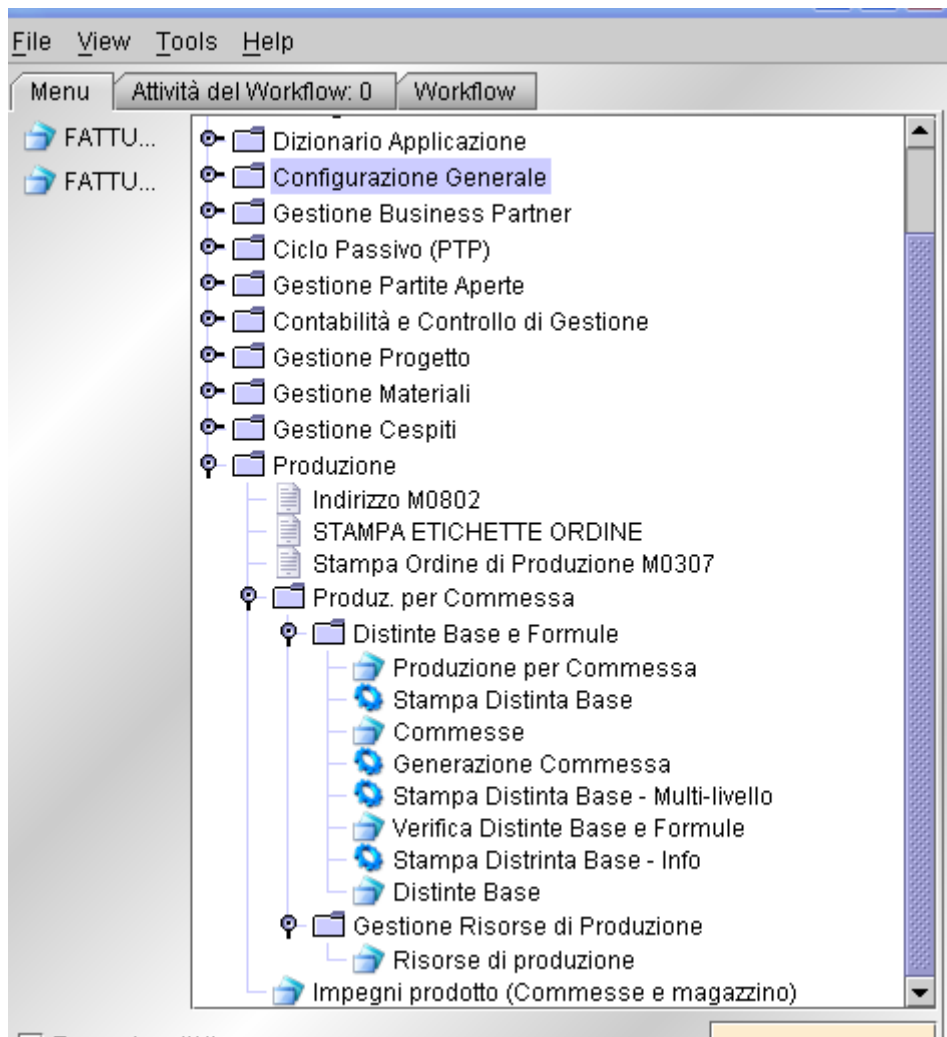 File View Tools Help
Menu Attività del Workflow: 0 Workflow
FATTU...
FATTU...
Dizionario Applicazione
Configurazione Generale
Gestione Business Partner
Ciclo Passivo (PTP)
Gestione Partite Aperte
Contabilità e Controllo di Gestione
Gestione Progetto
Gestione Materiali
Gestione Cespiti
Produzione
Indirizzo M0802
STAMPA ETICHETTE ORDINE
Stampa Ordine di Produzione M0307
Produz. per Commessa
Distinte Base e Formule
Produzione per Commessa
Stampa Distinta Base
Commesse
Generazione Commessa
Stampa Distinta Base - Multi-livello
Verifica Distinte Base e Formule
Stampa Distrinta Base - Info
Distinte Base
Gestione Risorse di Produzione
Risorse di produzione
Impegni prodotto (Commesse e magazzino)